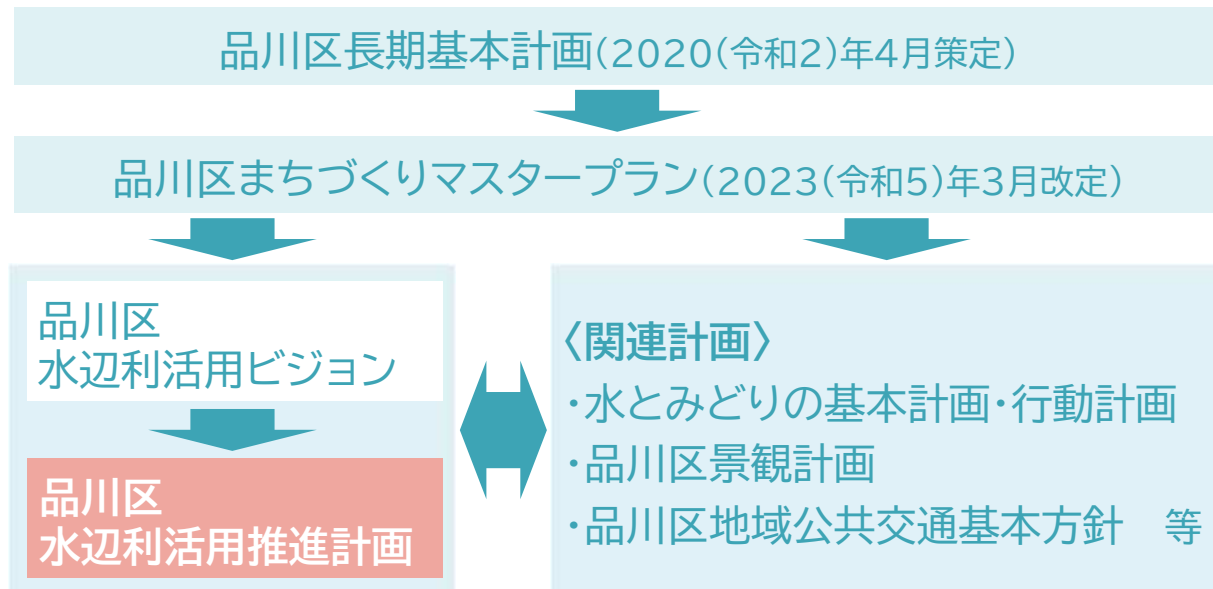 品川区長期基本計画(2020(令和2)年4月策定)
品川区まちづくりマスタープラン(2023(令和5)年3月改定)
品川区
水辺利活用ビジョン
品川区
水辺利活用推進計画
〈関連計画〉
・水とみどりの基本計画・行動計画
・品川区景観計画
・品川区地域公共交通基本方針　等